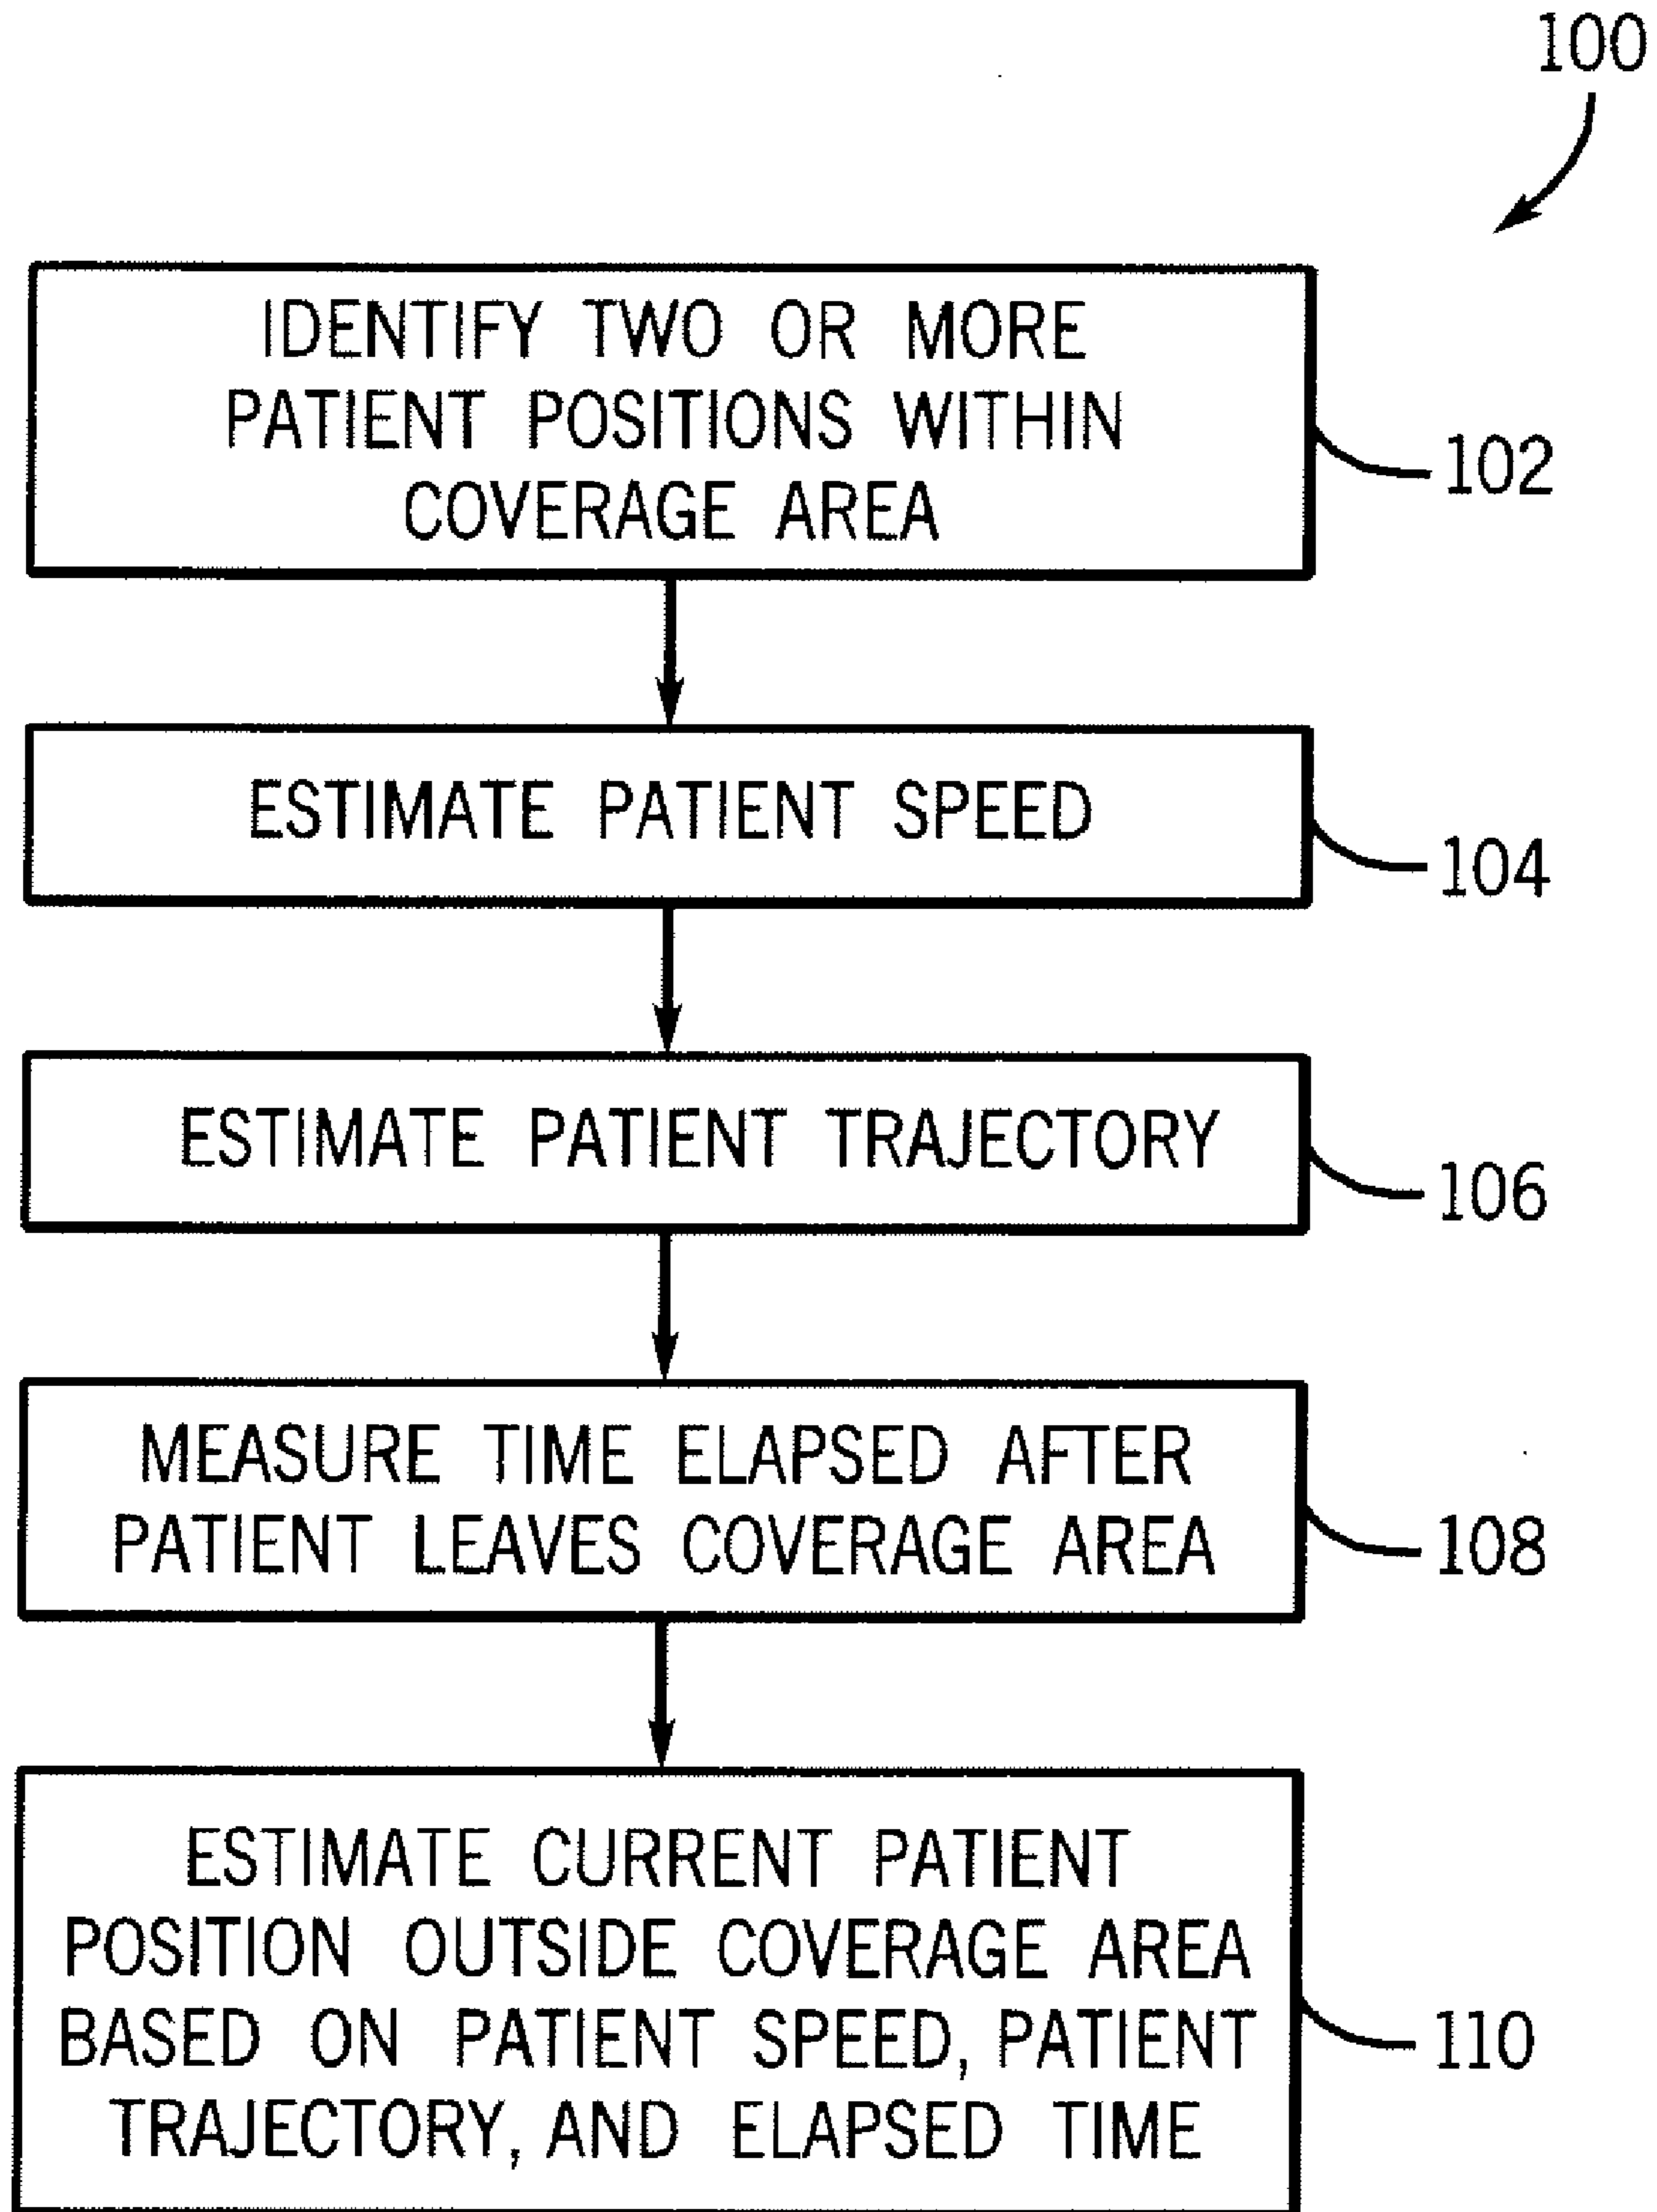 100
IDENTIFY TWO OR MORE
PATIENT POSITIONS WITHIN
COVERAGE AREA
102
ESTIMATE PATIENT SPEED
104
ESTIMATE PATIENT TRAJECTORY
106
MEASURE TIME ELAPSED AFTER
PATIENT LEAVES COVERAGE AREA
108
ESTIMATE CURRENT PATIENT
POSITION OUTSIDE COVERAGE AREA
BASED ON PATIENT SPEED, PATIENT
TRAJECTORY, AND ELAPSED TIME
110